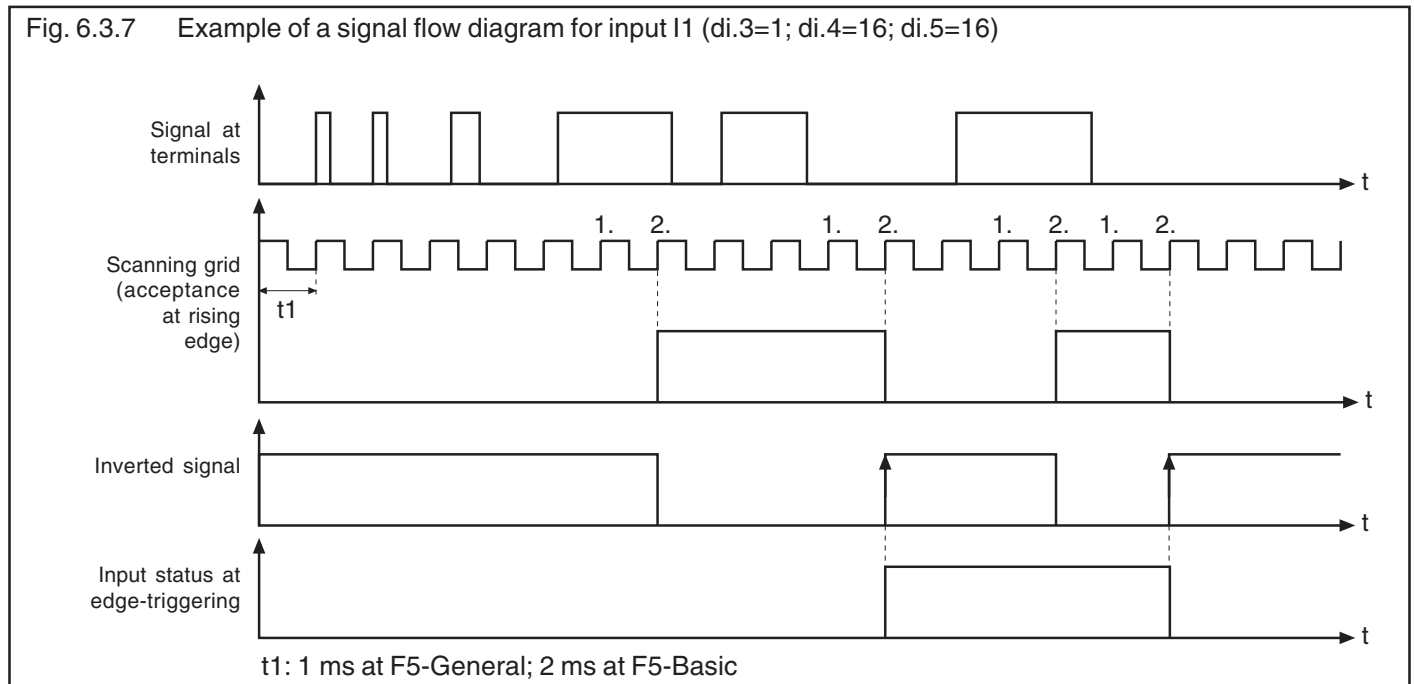 Fig. 6.3.7 Example of a signal flow diagram for input I1 (di.3=1; di.4=16; di.5=16)
Signal at
terminals
t
1. 2. 1. 2. 1. 2. 1. 2.
Scanning grid
(acceptance
at rising
edge)
t1
t
Inverted signal
t
Input status at
edge-triggering
t
t1: 1 ms at F5-General; 2 ms at F5-Basic